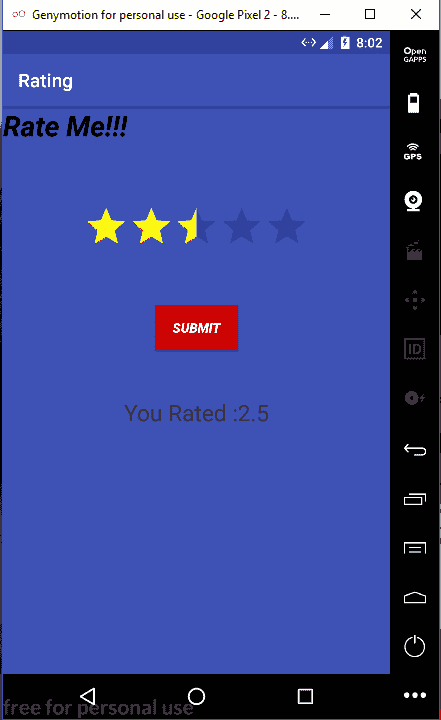 Genymotion for personal use - Google Pixel 2 - 8....
8:02
Open
GAPPS
Rating
Rate Me!!!
GPS
SUBMIT
ID
You Rated :2.5
free for personal use